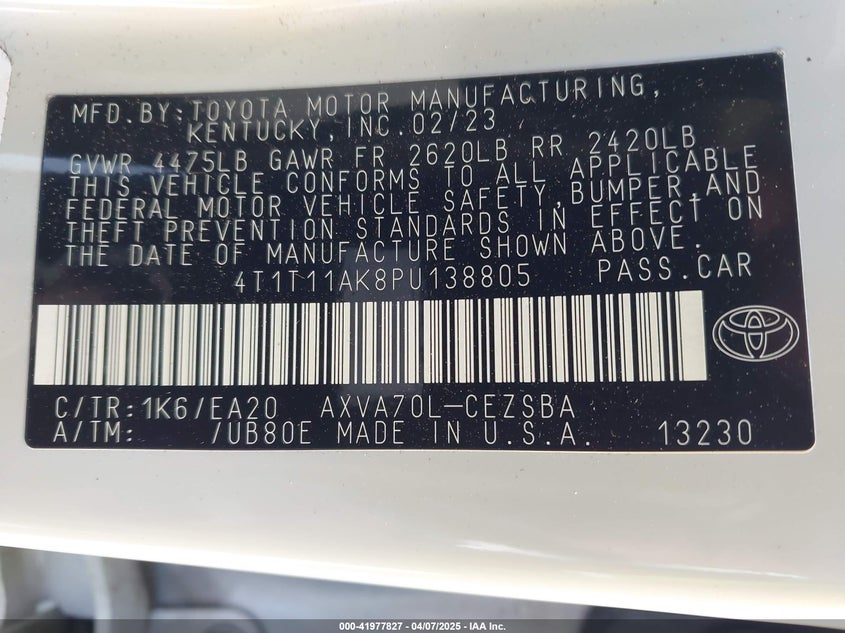 MFD.BY:TOYOTA MOTOR MANUFACTURING,
KENTUCKY,INC.02/23
GVWR 4475LB GAWR FR 2620LB RR 2420LB
THIS VEHICLE CONFORMS TO ALL APPLICABLE
FEDERAL MOTOR VEHICLE SAFETY,BUMPER,AND
THEFT PREVENTION STANDARDS IN EFFECT ON
THE DATE OF MANUFACTURE SHOWN ABOVE.
4T1T11AK8PU138805 PASS.CAR
C/TR:1K6/EA20 AXVA70L-CEZSBA
A/TM: /UB80E MADE IN U.S.A. 13230
000-41977827 | 04/07/2025 | IAA Inc.